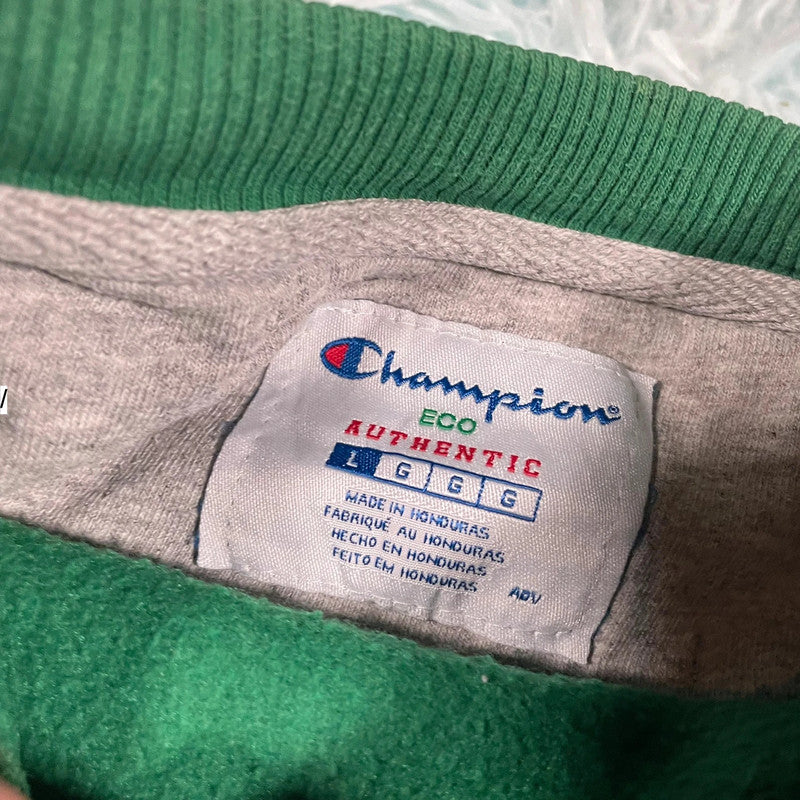 Champion®
ECO
AUTHENTIC
L G G G
MADE IN HONDURAS
FABRIQUÉ AU HONDURAS
HECHO EN HONDURAS
FEITO EM HONDURAS
ADV